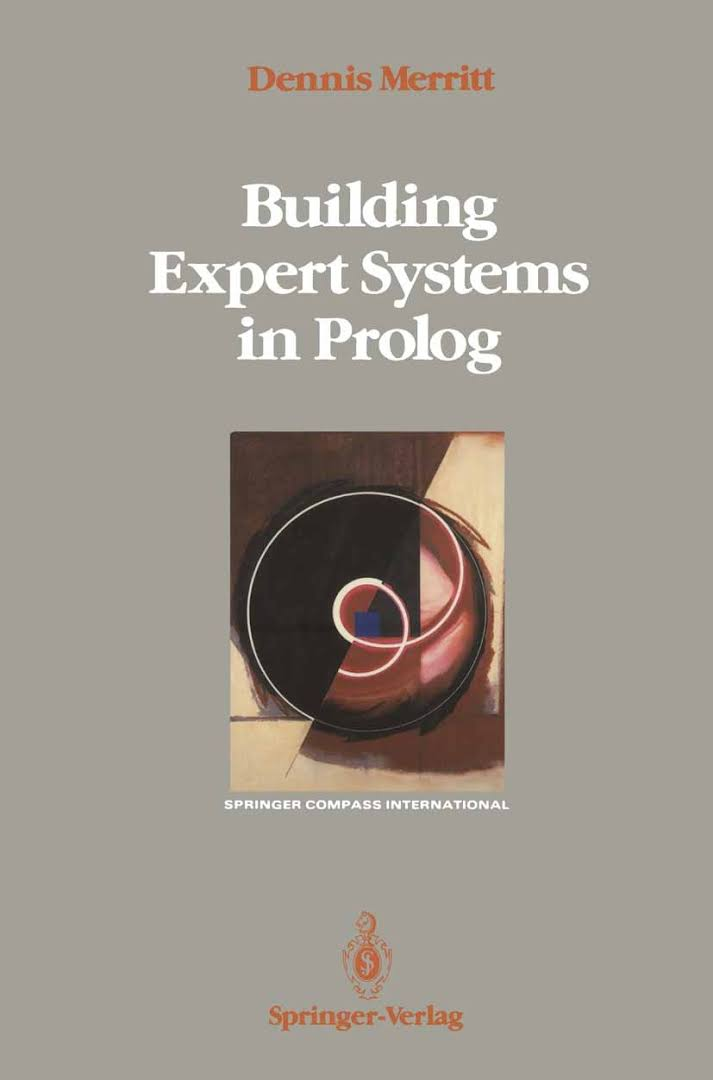 Dennis Merritt
Building
Expert Systems
in Prolog
SPRINGER COMPASS INTERNATIONAL
Springer-Verlag